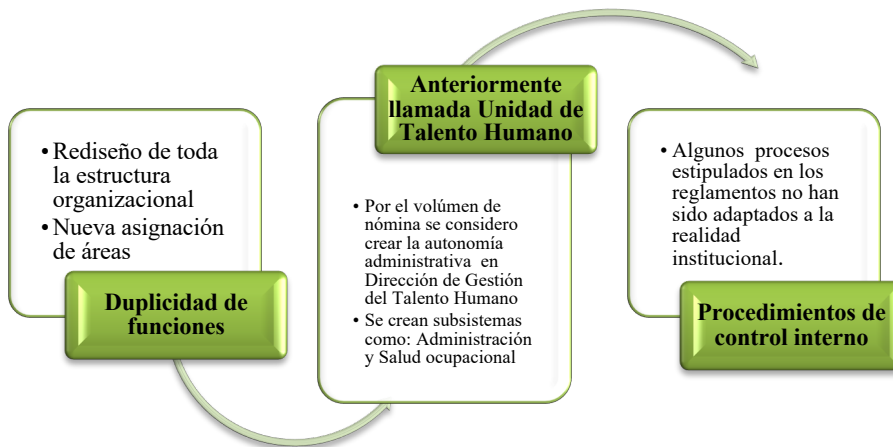 • Rediseño de toda
la estructura
organizacional
• Nueva asignación
de áreas
Duplicidad de
funciones
Anteriormente
llamada Unidad de
Talento Humano
• Por el volúmen de
nómina se considero
crear la autonomía
administrativa en
Dirección de Gestión
del Talento Humano
• Se crean subsistemas
como: Administración
y Salud ocupacional
• Algunos procesos
estipulados en los
reglamentos no han
sido adaptados a la
realidad
institucional.
Procedimientos de
control interno